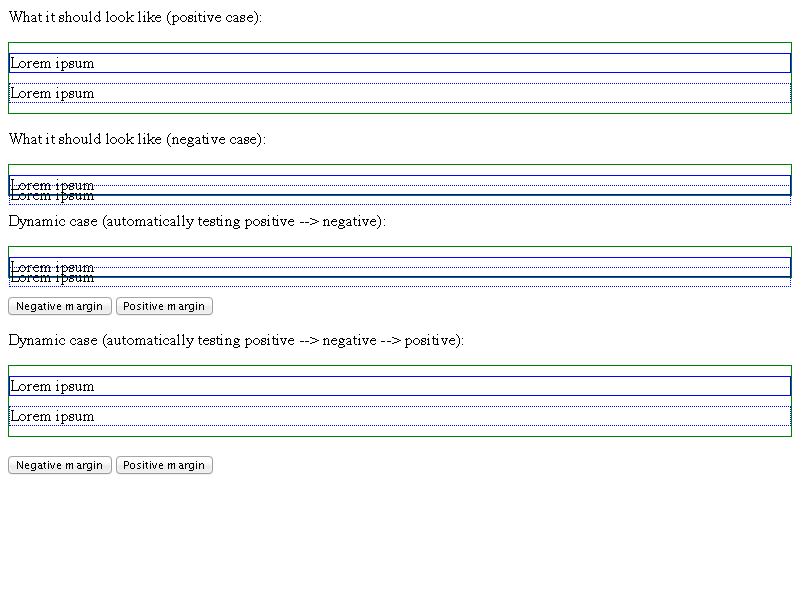 What it should look like (positive case):
Lorem ipsum
Lorem ipsum
What it should look like (negative case):
Lorem ipsum
Lorem ipsum
Dynamic case (automatically testing positive --> negative):
Lorem ipsum
Lorem ipsum
Negative margin Positive margin
Dynamic case (automatically testing positive --> negative --> positive):
Lorem ipsum
Lorem ipsum
Negative margin Positive margin